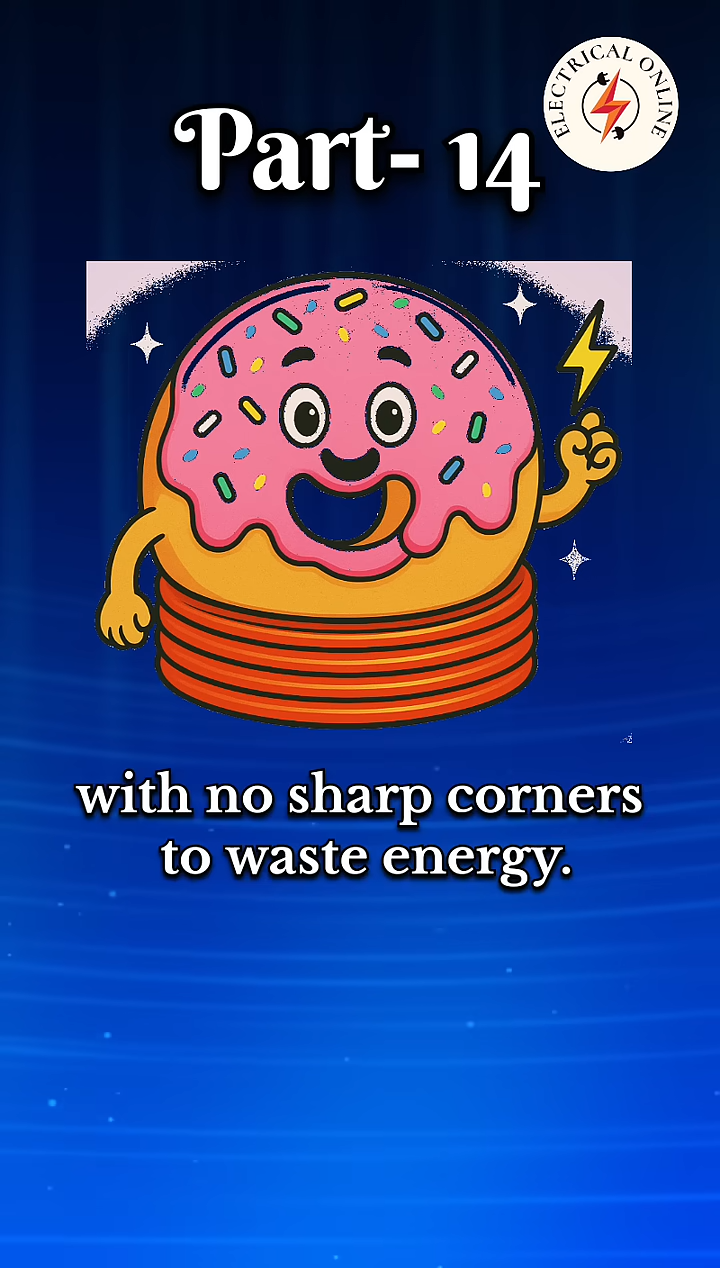 ELECTRICAL ONLINE
Part- 14
with no sharp corners
to waste energy.